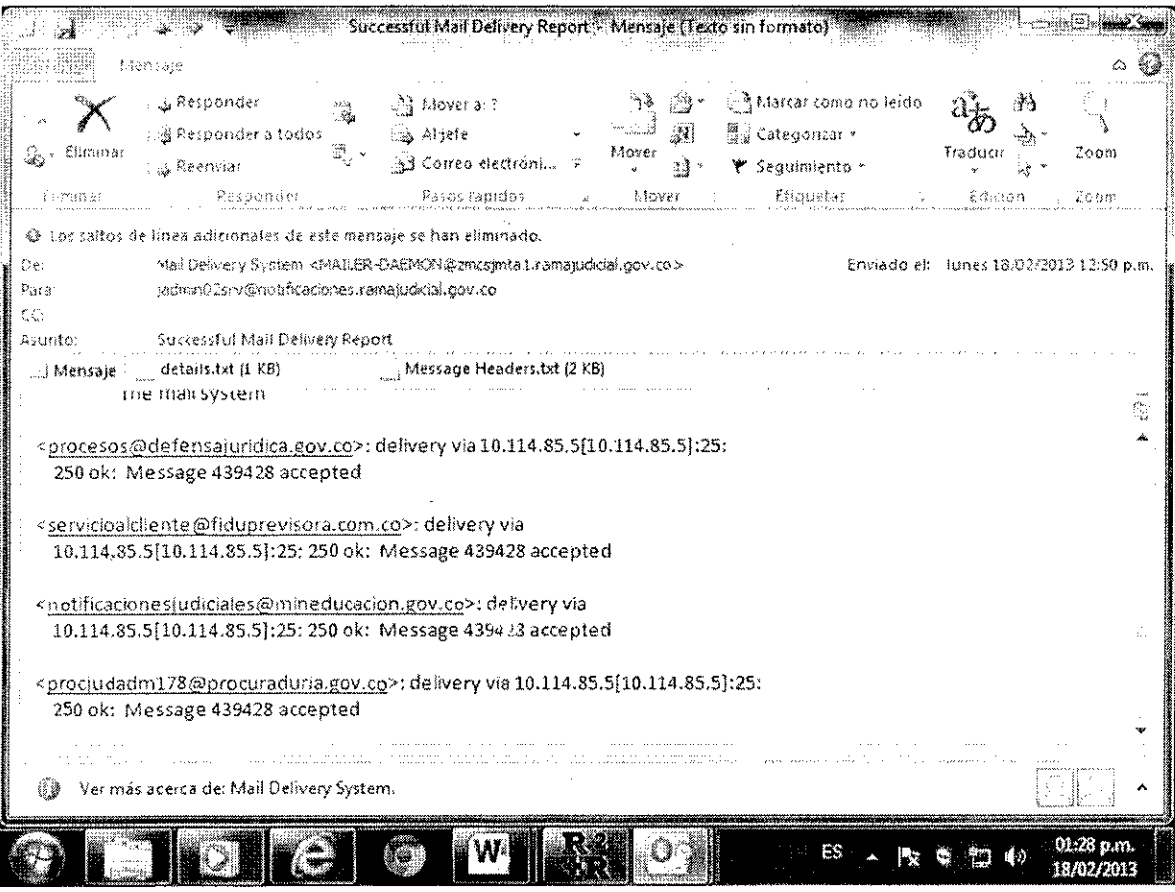 Successful Mail Delivery Report - Mensaje (Texto sin formato)
Mensaje
Eliminar
Responder
Responder a todos
Reenviar
Mover a: ?
Al jefe
Correo electróni...
Mover
Marcar como no leído
Categorizar
Seguimiento
Traducir
Zoom
Eliminar Responder Pasos rápidos Mover Etiquetas Edición Zoom
Los saltos de línea adicionales de este mensaje se han eliminado.
De: Mail Delivery System <MAILER-DAEMON@zmcsjmta1.ramajudicial.gov.co> Enviado el: lunes 18/02/2013 12:50 p.m.
Para: jadmin02srv@notificaciones.ramajudicial.gov.co
CC:
Asunto: Successful Mail Delivery Report
Mensaje details.txt (1 KB) Message Headers.txt (2 KB)
The mail system
<procesos@defensajuridica.gov.co>: delivery via 10.114.85.5[10.114.85.5]:25:
250 ok: Message 439428 accepted
<servicioalcliente@fiduprevisora.com.co>: delivery via
10.114.85.5[10.114.85.5]:25: 250 ok: Message 439428 accepted
<notificacionesjudiciales@mineducacion.gov.co>: delivery via
10.114.85.5[10.114.85.5]:25: 250 ok: Message 439428 accepted
<procjudadm178@procuraduria.gov.co>: delivery via 10.114.85.5[10.114.85.5]:25:
250 ok: Message 439428 accepted
Ver más acerca de: Mail Delivery System.
ES
01:28 p.m.
18/02/2013